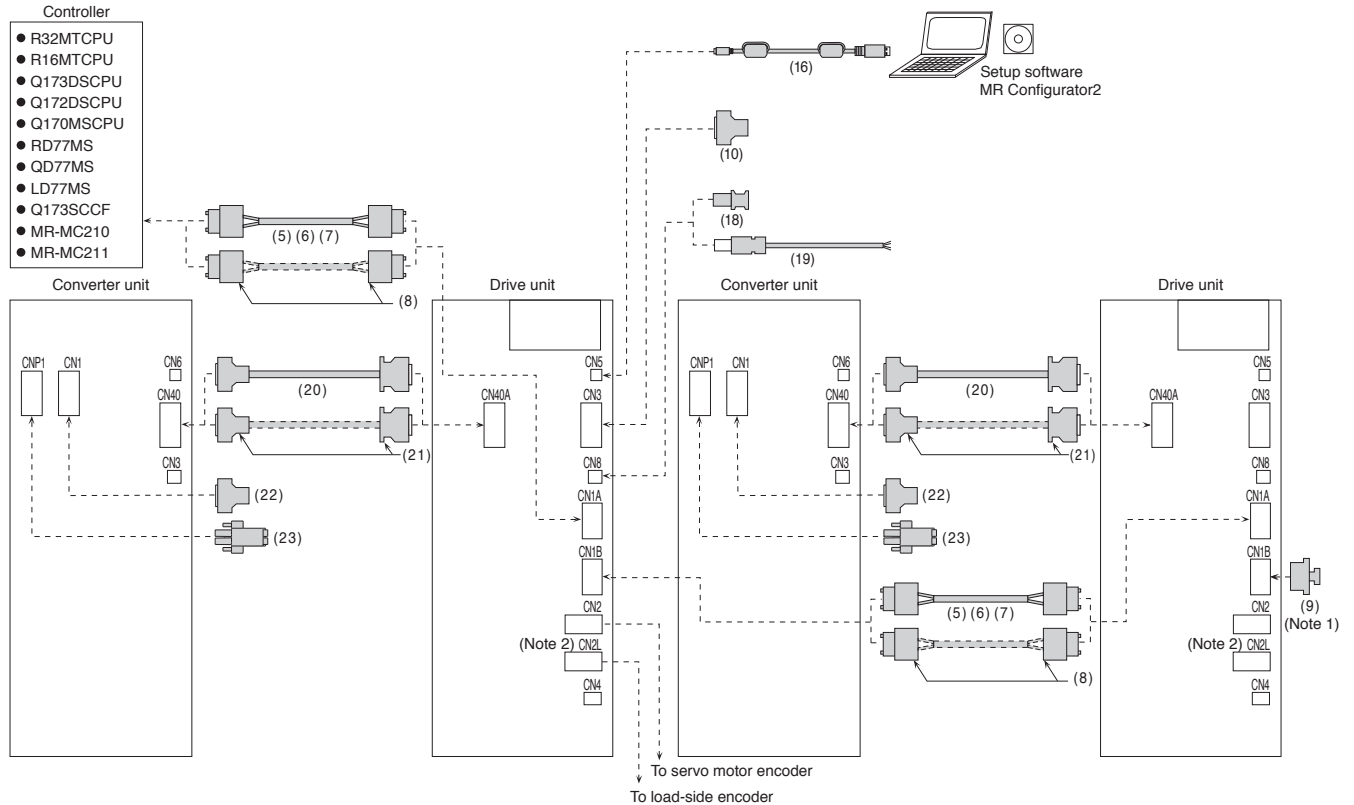 Controller
● R32MTCPU
● R16MTCPU
● Q173DSCPU
● Q172DSCPU
● Q170MSCPU
● RD77MS
● QD77MS
● LD77MS
● Q173SCCF
● MR-MC210
● MR-MC211
(16)
Setup software
MR Configurator2
(10)
(18)
(19)
(5) (6) (7)
(8)
Converter unit
CNP1
CN1
CN6
CN40
CN3
(20)
(21)
(22)
(23)
Drive unit
CN40A
CN5
CN3
CN8
CN1A
CN1B
CN2
(Note 2) CN2L
CN4
To servo motor encoder
To load-side encoder
Converter unit
CNP1
CN1
CN6
CN40
CN3
(20)
(21)
(22)
(23)
(5) (6) (7)
(8)
Drive unit
CN40A
CN5
CN3
CN8
CN1A
CN1B
CN2
(Note 2) CN2L
CN4
(9)
(Note 1)